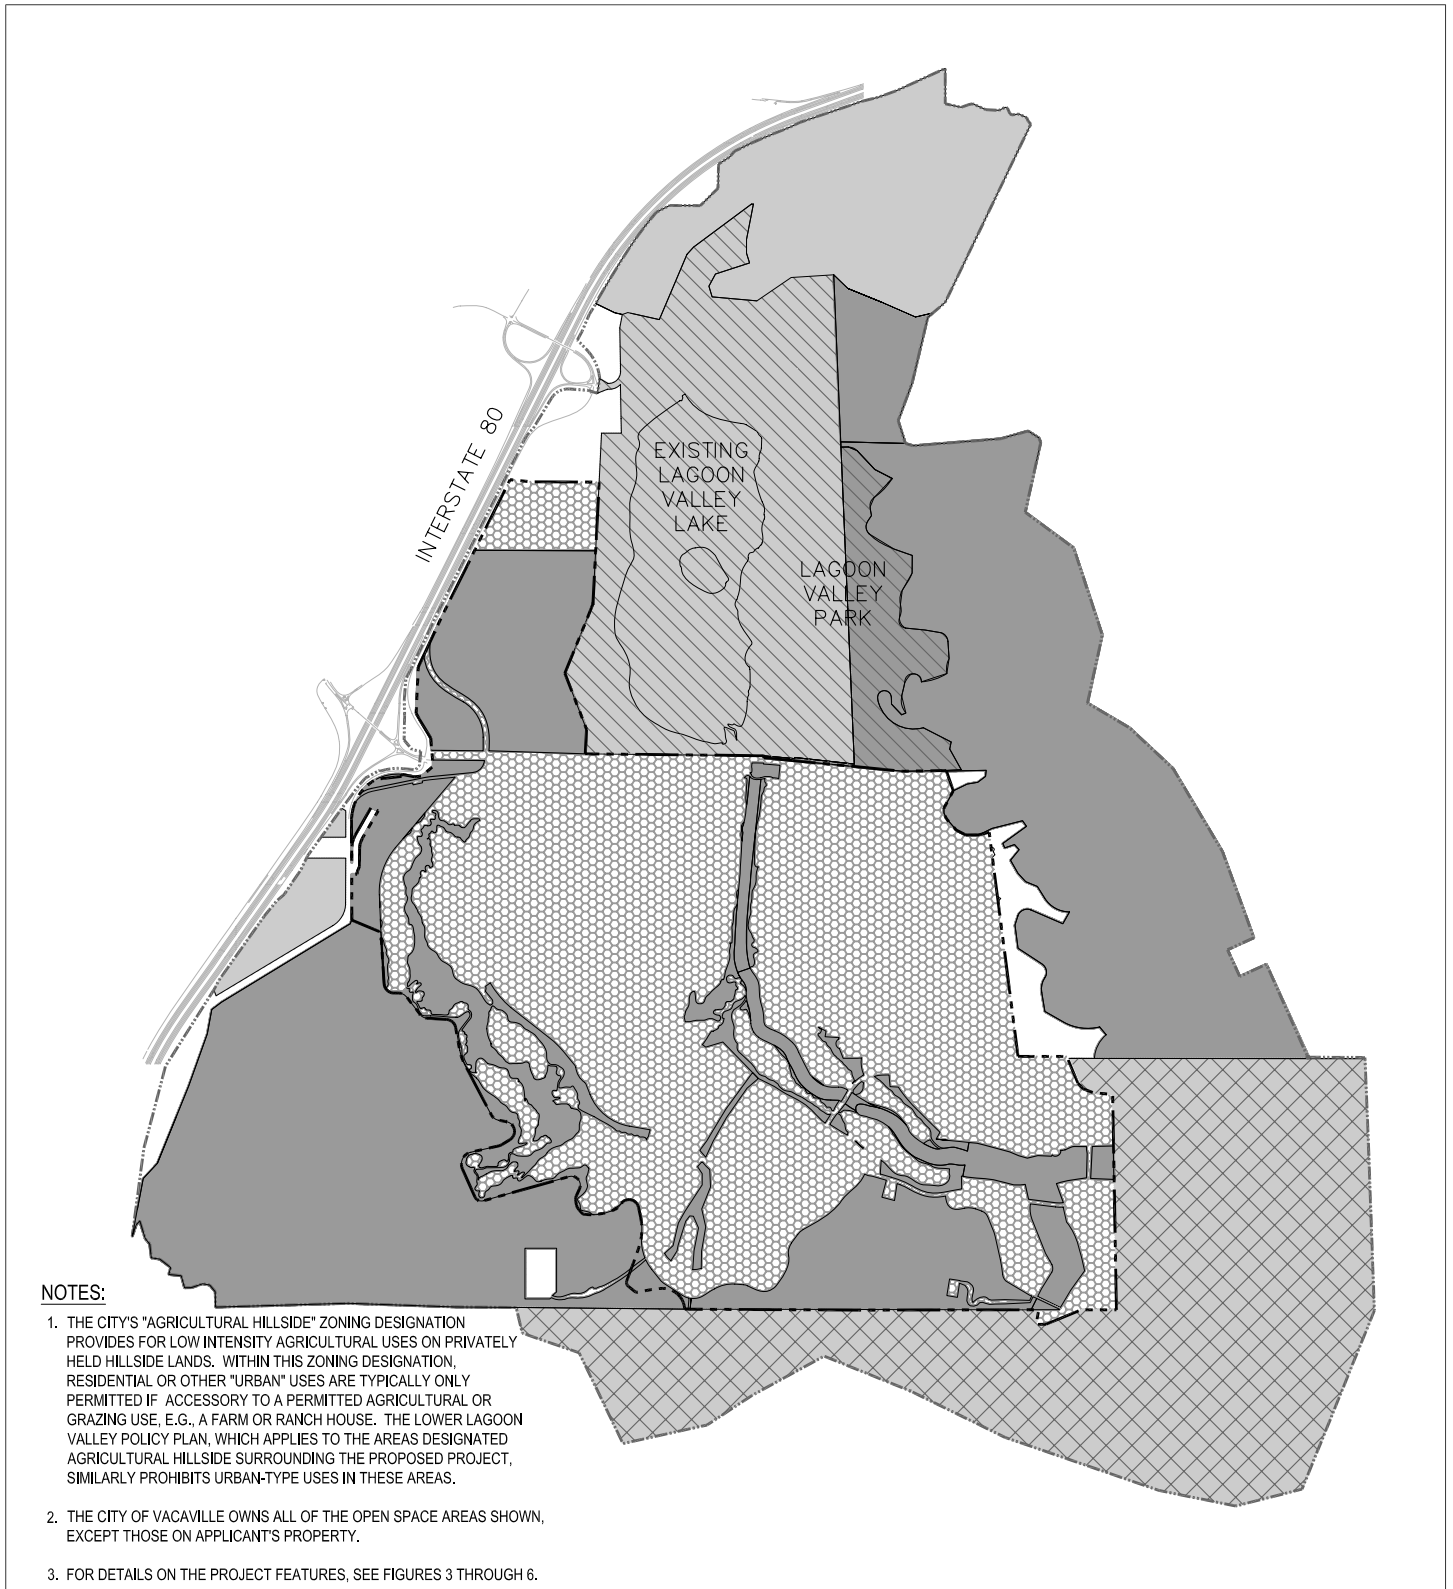 INTERSTATE 80
EXISTING
LAGOON
VALLEY
LAKE
LAGOON
VALLEY
PARK
NOTES:
1. THE CITY'S "AGRICULTURAL HILLSIDE" ZONING DESIGNATION
PROVIDES FOR LOW INTENSITY AGRICULTURAL USES ON PRIVATELY
HELD HILLSIDE LANDS. WITHIN THIS ZONING DESIGNATION,
RESIDENTIAL OR OTHER "URBAN" USES ARE TYPICALLY ONLY
PERMITTED IF ACCESSORY TO A PERMITTED AGRICULTURAL OR
GRAZING USE, E.G., A FARM OR RANCH HOUSE. THE LOWER LAGOON
VALLEY POLICY PLAN, WHICH APPLIES TO THE AREAS DESIGNATED
AGRICULTURAL HILLSIDE SURROUNDING THE PROPOSED PROJECT,
SIMILARLY PROHIBITS URBAN-TYPE USES IN THESE AREAS.
2. THE CITY OF VACAVILLE OWNS ALL OF THE OPEN SPACE AREAS SHOWN,
EXCEPT THOSE ON APPLICANT'S PROPERTY.
3. FOR DETAILS ON THE PROJECT FEATURES, SEE FIGURES 3 THROUGH 6.